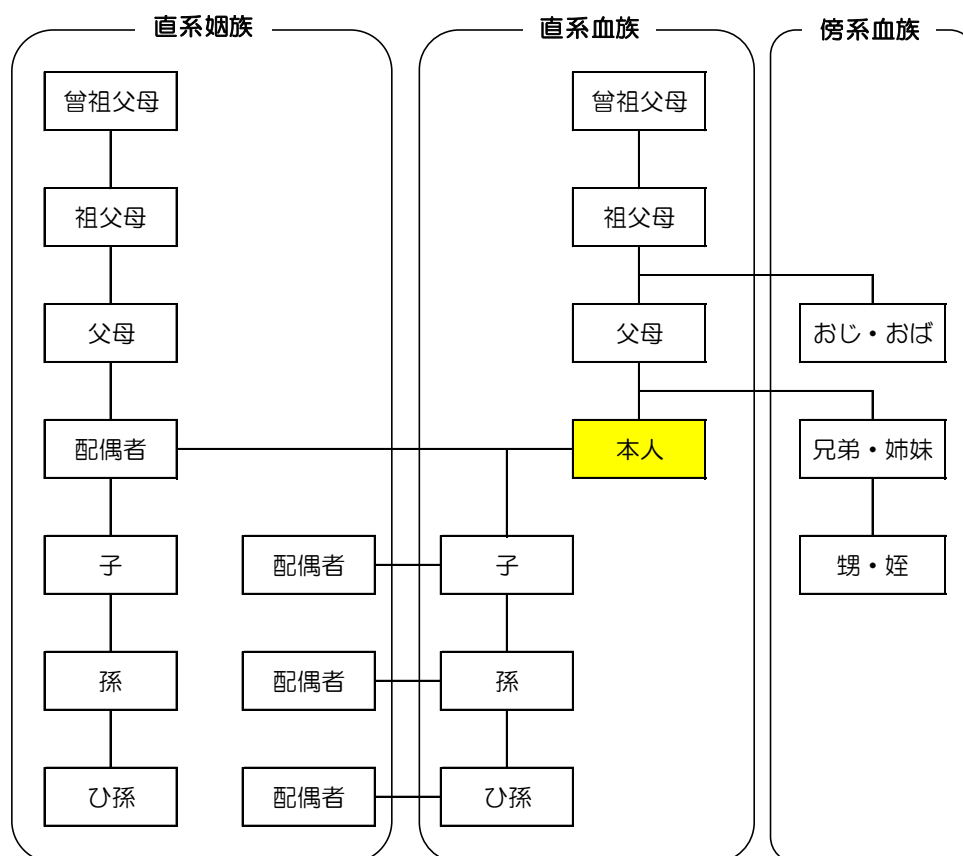 直系姻族
直系血族
傍系血族
曾祖父母
曾祖父母
祖父母
祖父母
父母
父母
おじ・おば
配偶者
本人
兄弟・姉妹
子
配偶者
子
甥・姪
孫
配偶者
孫
ひ孫
配偶者
ひ孫